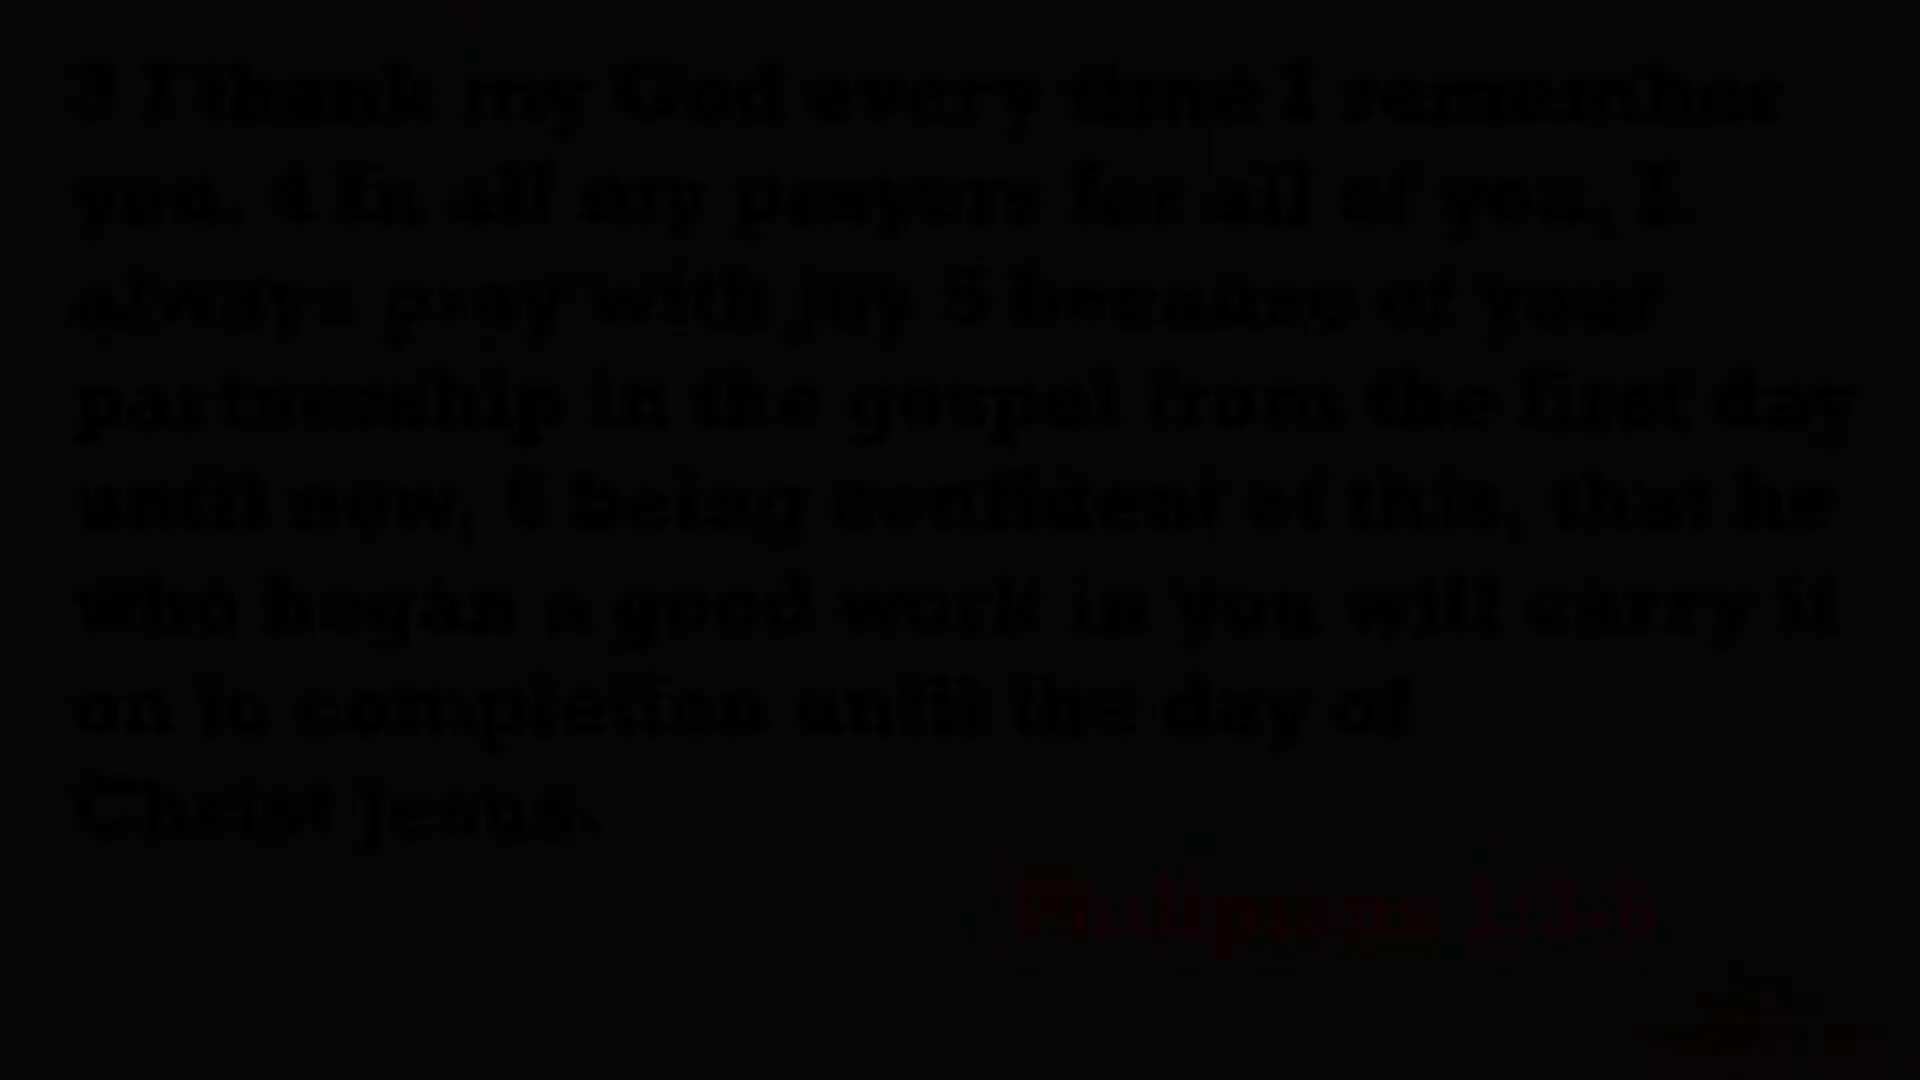 3 I thank my God every time I remember
you. 4 In all my prayers for all of you, I
always pray with joy 5 because of your
partnership in the gospel from the first day
until now, 6 being confident of this, that he
who began a good work in you will carry it
on to completion until the day of
Christ Jesus.
1:3-6